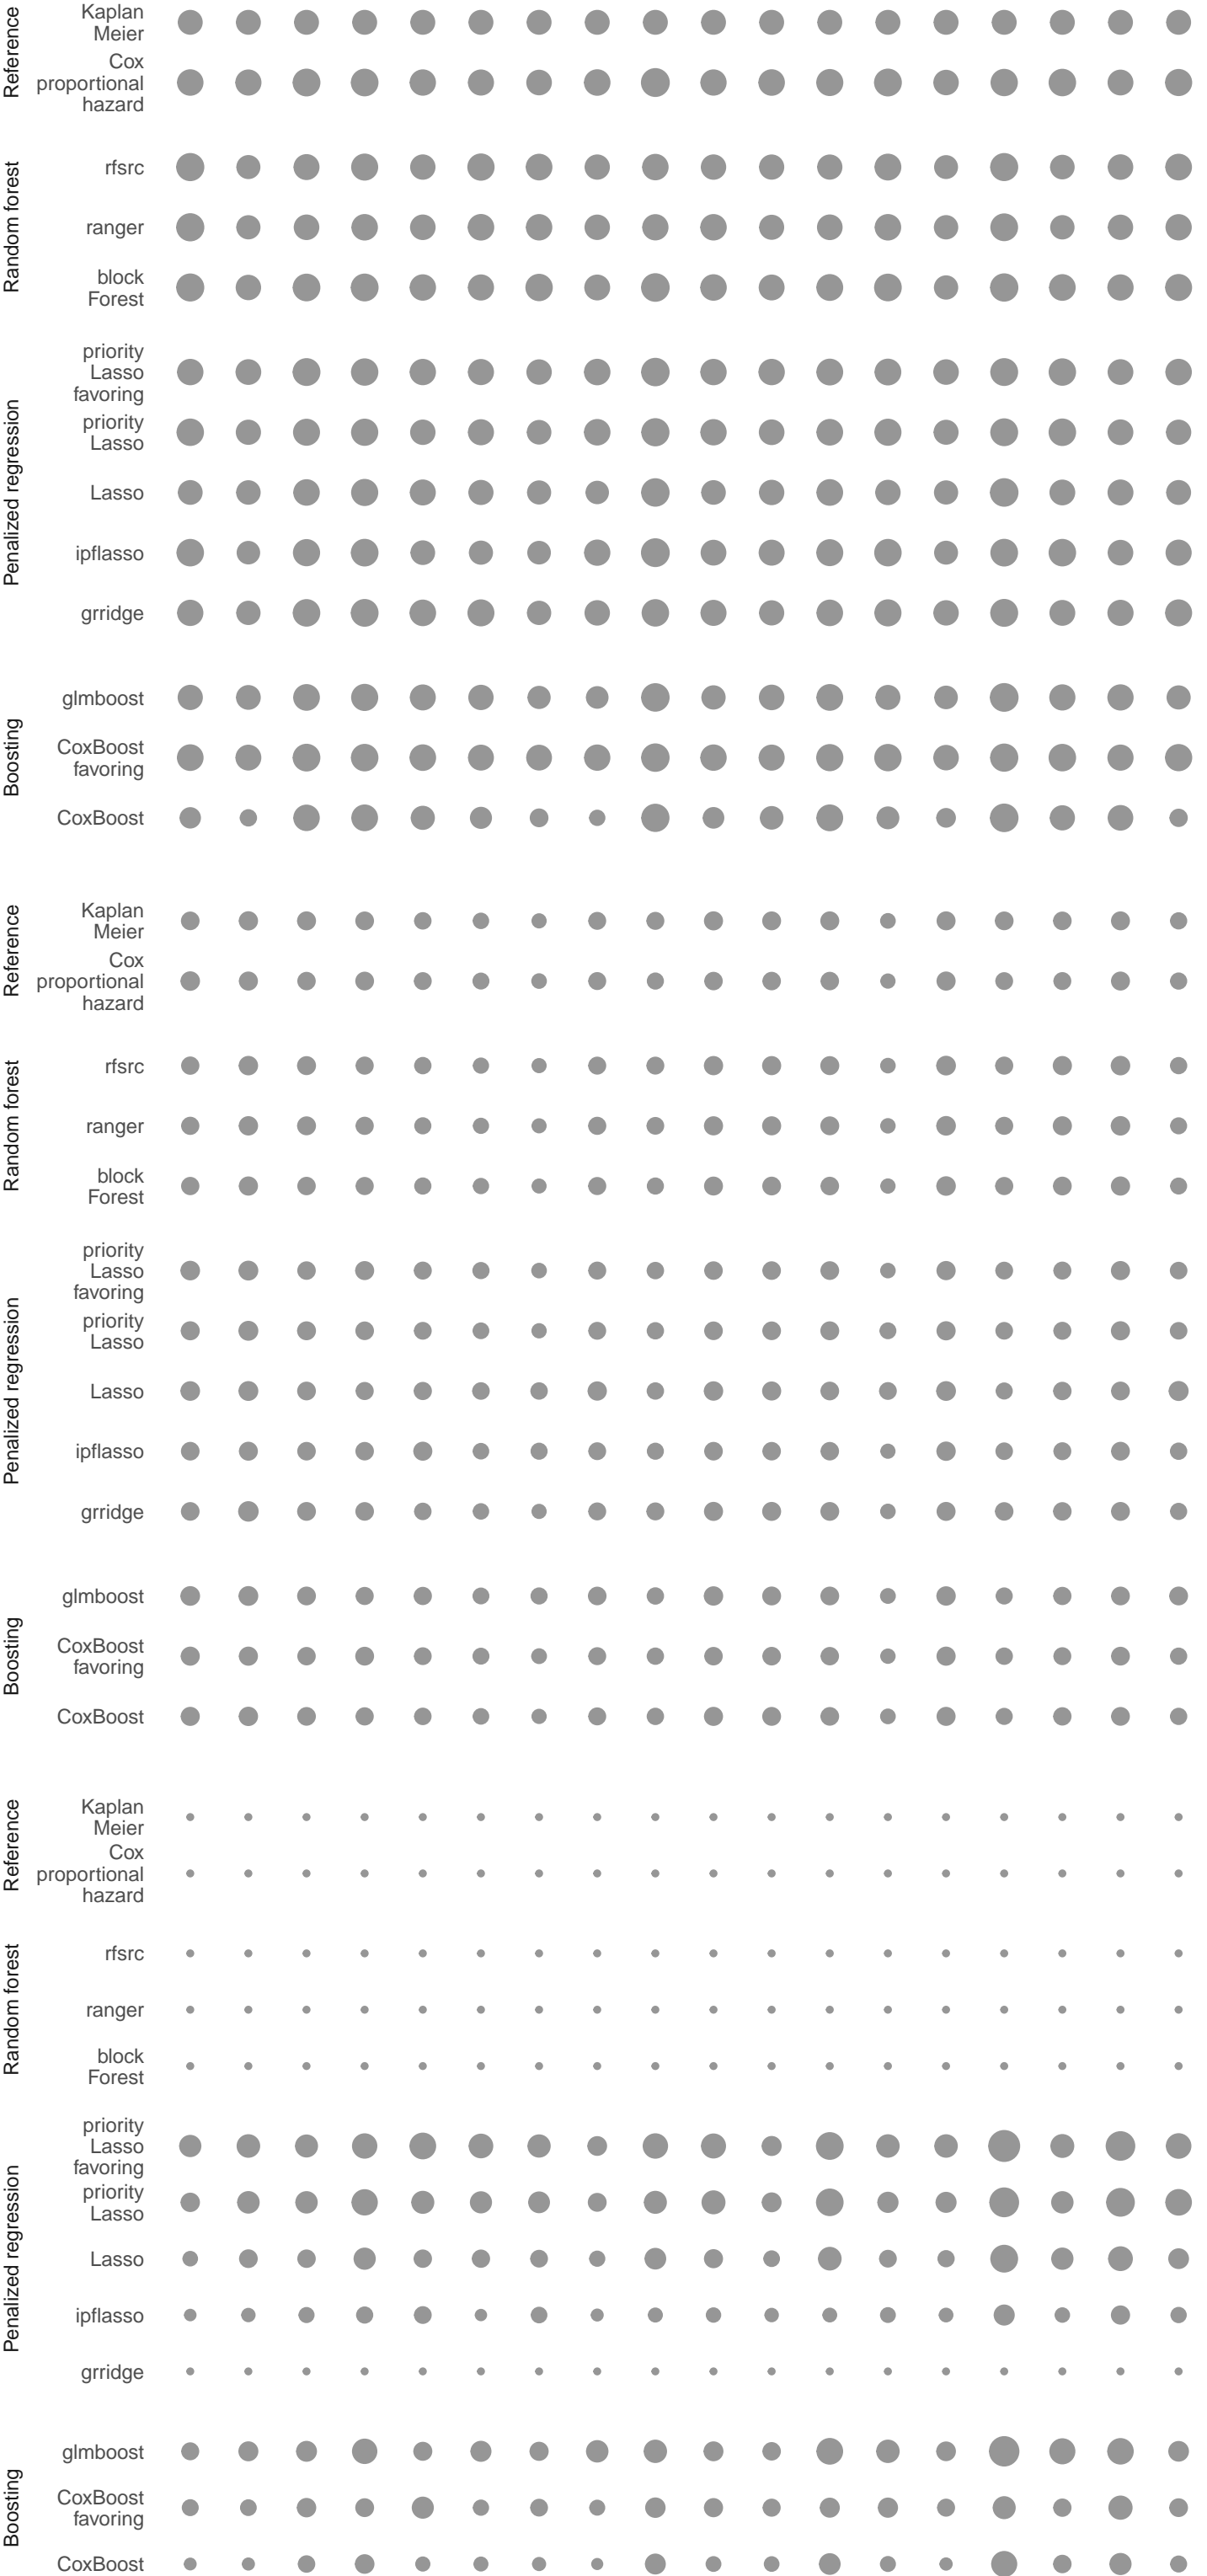 Reference
Kaplan
Meier
Cox
proportional
hazard
Random forest
rfsrc
ranger
block
Forest
Penalized regression
priority
Lasso
favoring
priority
Lasso
Lasso
ipflasso
grridge
Boosting
glmboost
CoxBoost
favoring
CoxBoost
Reference
Kaplan
Meier
Cox
proportional
hazard
Random forest
rfsrc
ranger
block
Forest
Penalized regression
priority
Lasso
favoring
priority
Lasso
Lasso
ipflasso
grridge
Boosting
glmboost
CoxBoost
favoring
CoxBoost
Reference
Kaplan
Meier
Cox
proportional
hazard
Random forest
rfsrc
ranger
block
Forest
Penalized regression
priority
Lasso
favoring
priority
Lasso
Lasso
ipflasso
grridge
Boosting
glmboost
CoxBoost
favoring
CoxBoost